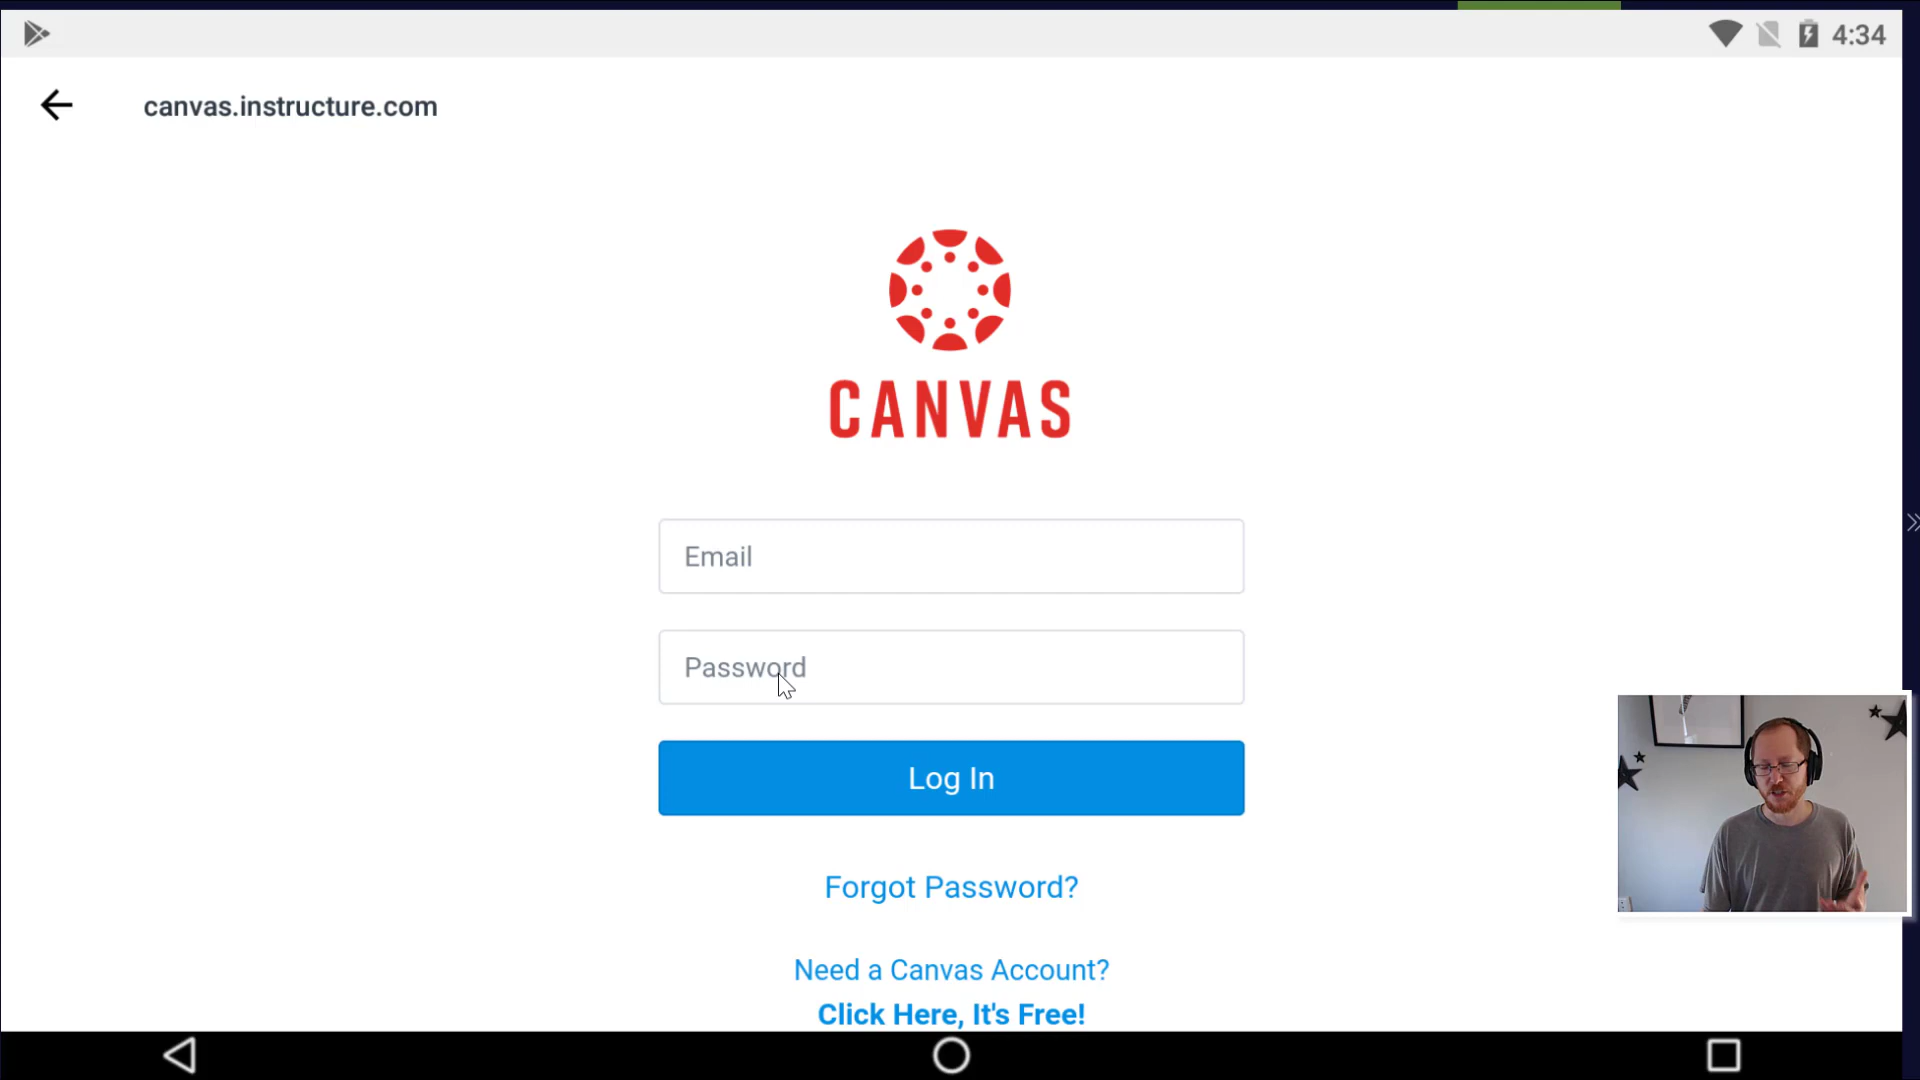 4:34
canvas.instructure.com
CANVAS
Email
Password
Log In
Forgot Password?
Need a Canvas Account?
Click Here, It's Free!